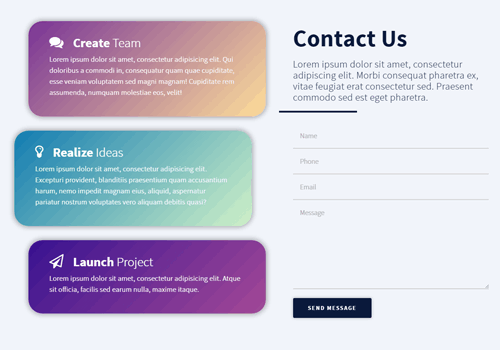 Create Team
Lorem ipsum dolor sit amet, consectetur adipisicing elit. Qui
doloribus a commodi in, consequatur quam quae cupiditate,
esse veniam voluptatem sed magnam! Cupiditate rem
assumenda, numquam molestiae eos, velit!
Realize Ideas
Lorem ipsum dolor sit amet, consectetur adipisicing elit.
Excepturi provident, blanditiis praesentium quam accusantium
harum, nemo impedit magnam eius, aliquid, aspernatur
pariatur nostrum voluptates vero aliquam debitis quasi?
Launch Project
Lorem ipsum dolor sit amet, consectetur adipisicing elit. Atque
sit officia, facilis sed earum nulla, maxime itaque.
Contact Us
Lorem ipsum dolor sit amet, consectetur
adipiscing elit. Morbi consequat pharetra ex,
vitae feugiat erat consectetur sed. Praesent
commodo sed est eget pharetra.
Name
Phone
Email
Message
SEND MESSAGE